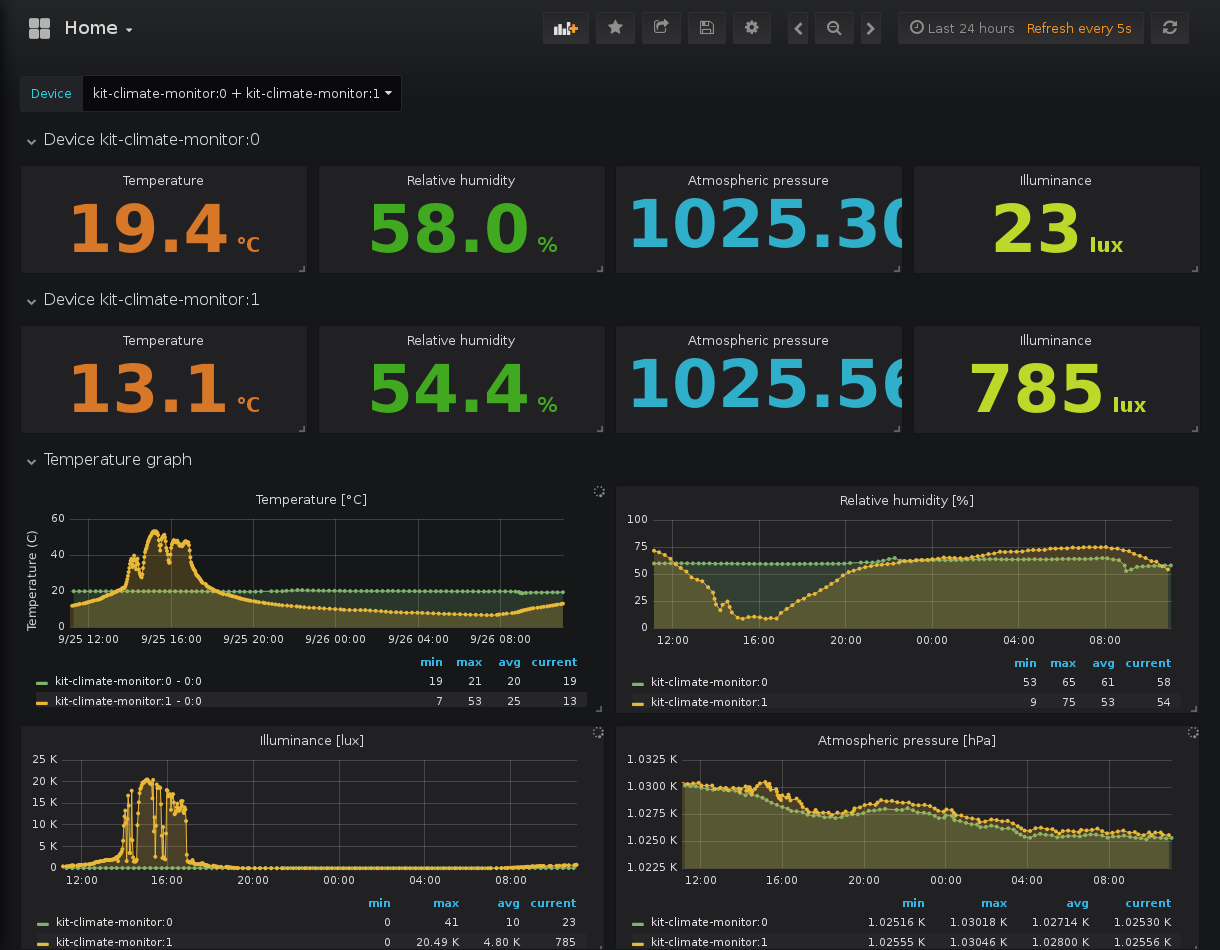 Home
Last 24 hours Refresh every 5s
Device kit-climate-monitor:0 + kit-climate-monitor:1
Device kit-climate-monitor:0
Temperature Relative humidity Atmospheric pressure Illuminance
19.4 °C 58.0 % 1025.30 23 lux
Device kit-climate-monitor:1
Temperature Relative humidity Atmospheric pressure Illuminance
13.1 °C 54.4 % 1025.56 785 lux
Temperature graph
Temperature [°C]
Temperature (C)
60
40
20
0
9/25 12:00 9/25 16:00 9/25 20:00 9/26 00:00 9/26 04:00 9/26 08:00
min max avg current
kit-climate-monitor:0 - 0:0 19 21 20 19
kit-climate-monitor:1 - 0:0 7 53 25 13
Relative humidity [%]
100
75
50
25
0
12:00 16:00 20:00 00:00 04:00 08:00
min max avg current
kit-climate-monitor:0 53 65 61 58
kit-climate-monitor:1 9 75 53 54
Illuminance [lux]
25 K
20 K
15 K
10 K
5 K
0
12:00 16:00 20:00 00:00 04:00 08:00
min max avg current
kit-climate-monitor:0 0 41 10 23
kit-climate-monitor:1 0 20.49 K 4.80 K 785
Atmospheric pressure [hPa]
1.0325 K
1.0300 K
1.0275 K
1.0250 K
1.0225 K
12:00 16:00 20:00 00:00 04:00 08:00
min max avg current
kit-climate-monitor:0 1.02516 K 1.03018 K 1.02714 K 1.02530 K
kit-climate-monitor:1 1.02555 K 1.03046 K 1.02800 K 1.02556 K